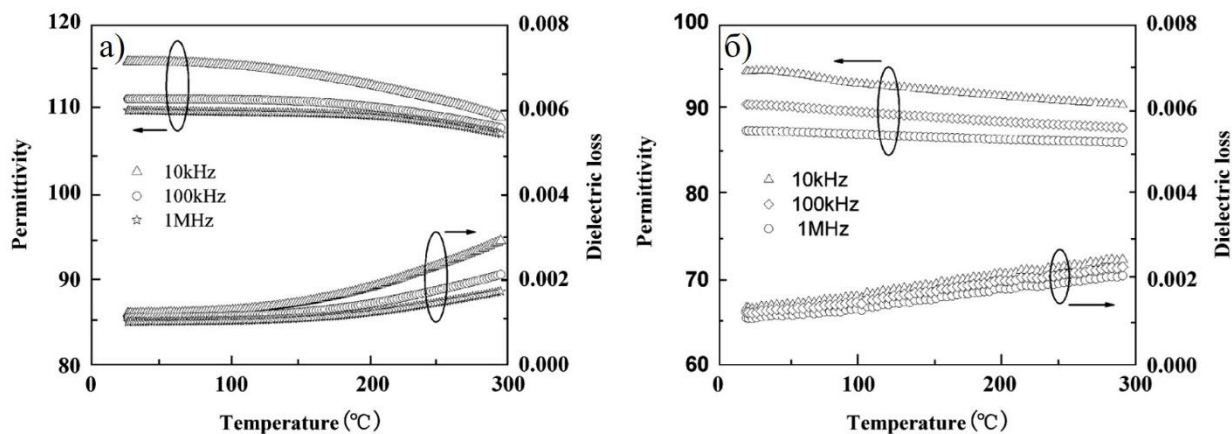 а)
120
110
100
90
80
Permittivity
0.008
0.006
0.004
0.002
0.000
Dielectric loss
10kHz
100kHz
1MHz
0
100
200
300
Temperature(℃)
б)
100
90
80
70
60
Permittivity
0.008
0.006
0.004
0.002
0.000
Dielectric loss
10kHz
100kHz
1MHz
0
100
200
300
Temperature(℃)